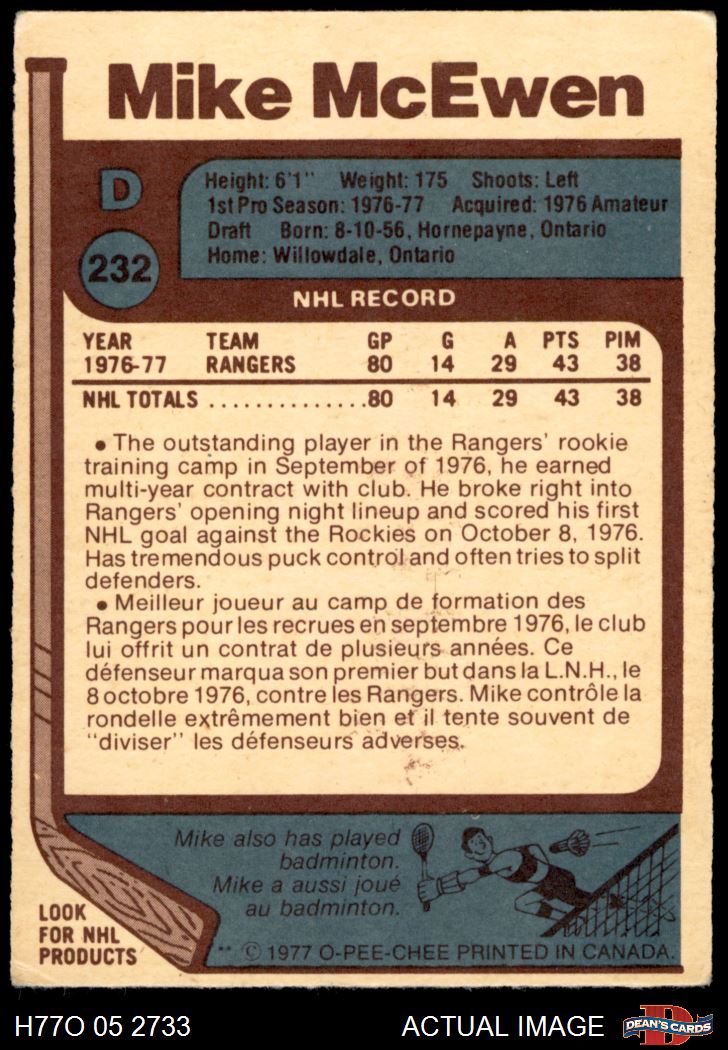 Mike McEwen
D
232
Height: 6'1" Weight: 175 Shoots: Left
1st Pro Season: 1976-77 Acquired: 1976 Amateur
Draft Born: 8-10-56, Hornepayne, Ontario
Home: Willowdale, Ontario
NHL RECORD
YEAR TEAM GP G A PTS PIM
1976-77 RANGERS 80 14 29 43 38
NHL TOTALS ..............80 14 29 43 38
• The outstanding player in the Rangers' rookie
training camp in September of 1976, he earned
multi-year contract with club. He broke right into
Rangers' opening night lineup and scored his first
NHL goal against the Rockies on October 8, 1976.
Has tremendous puck control and often tries to split
defenders.
• Meilleur joueur au camp de formation des
Rangers pour les recrues en septembre 1976, le club
lui offrit un contrat de plusieurs années. Ce
défenseur marqua son premier but dans la L.N.H., le
8 octobre 1976, contre les Rangers. Mike contrôle la
rondelle extrêmement bien et il tente souvent de
"diviser" les défenseurs adverses.
Mike also has played
badminton.
Mike a aussi joué
au badminton.
LOOK
FOR NHL
PRODUCTS
** © 1977 O-PEE-CHEE PRINTED IN CANADA.
H77O 05 2733 ACTUAL IMAGE
D
DEAN'S CARDS